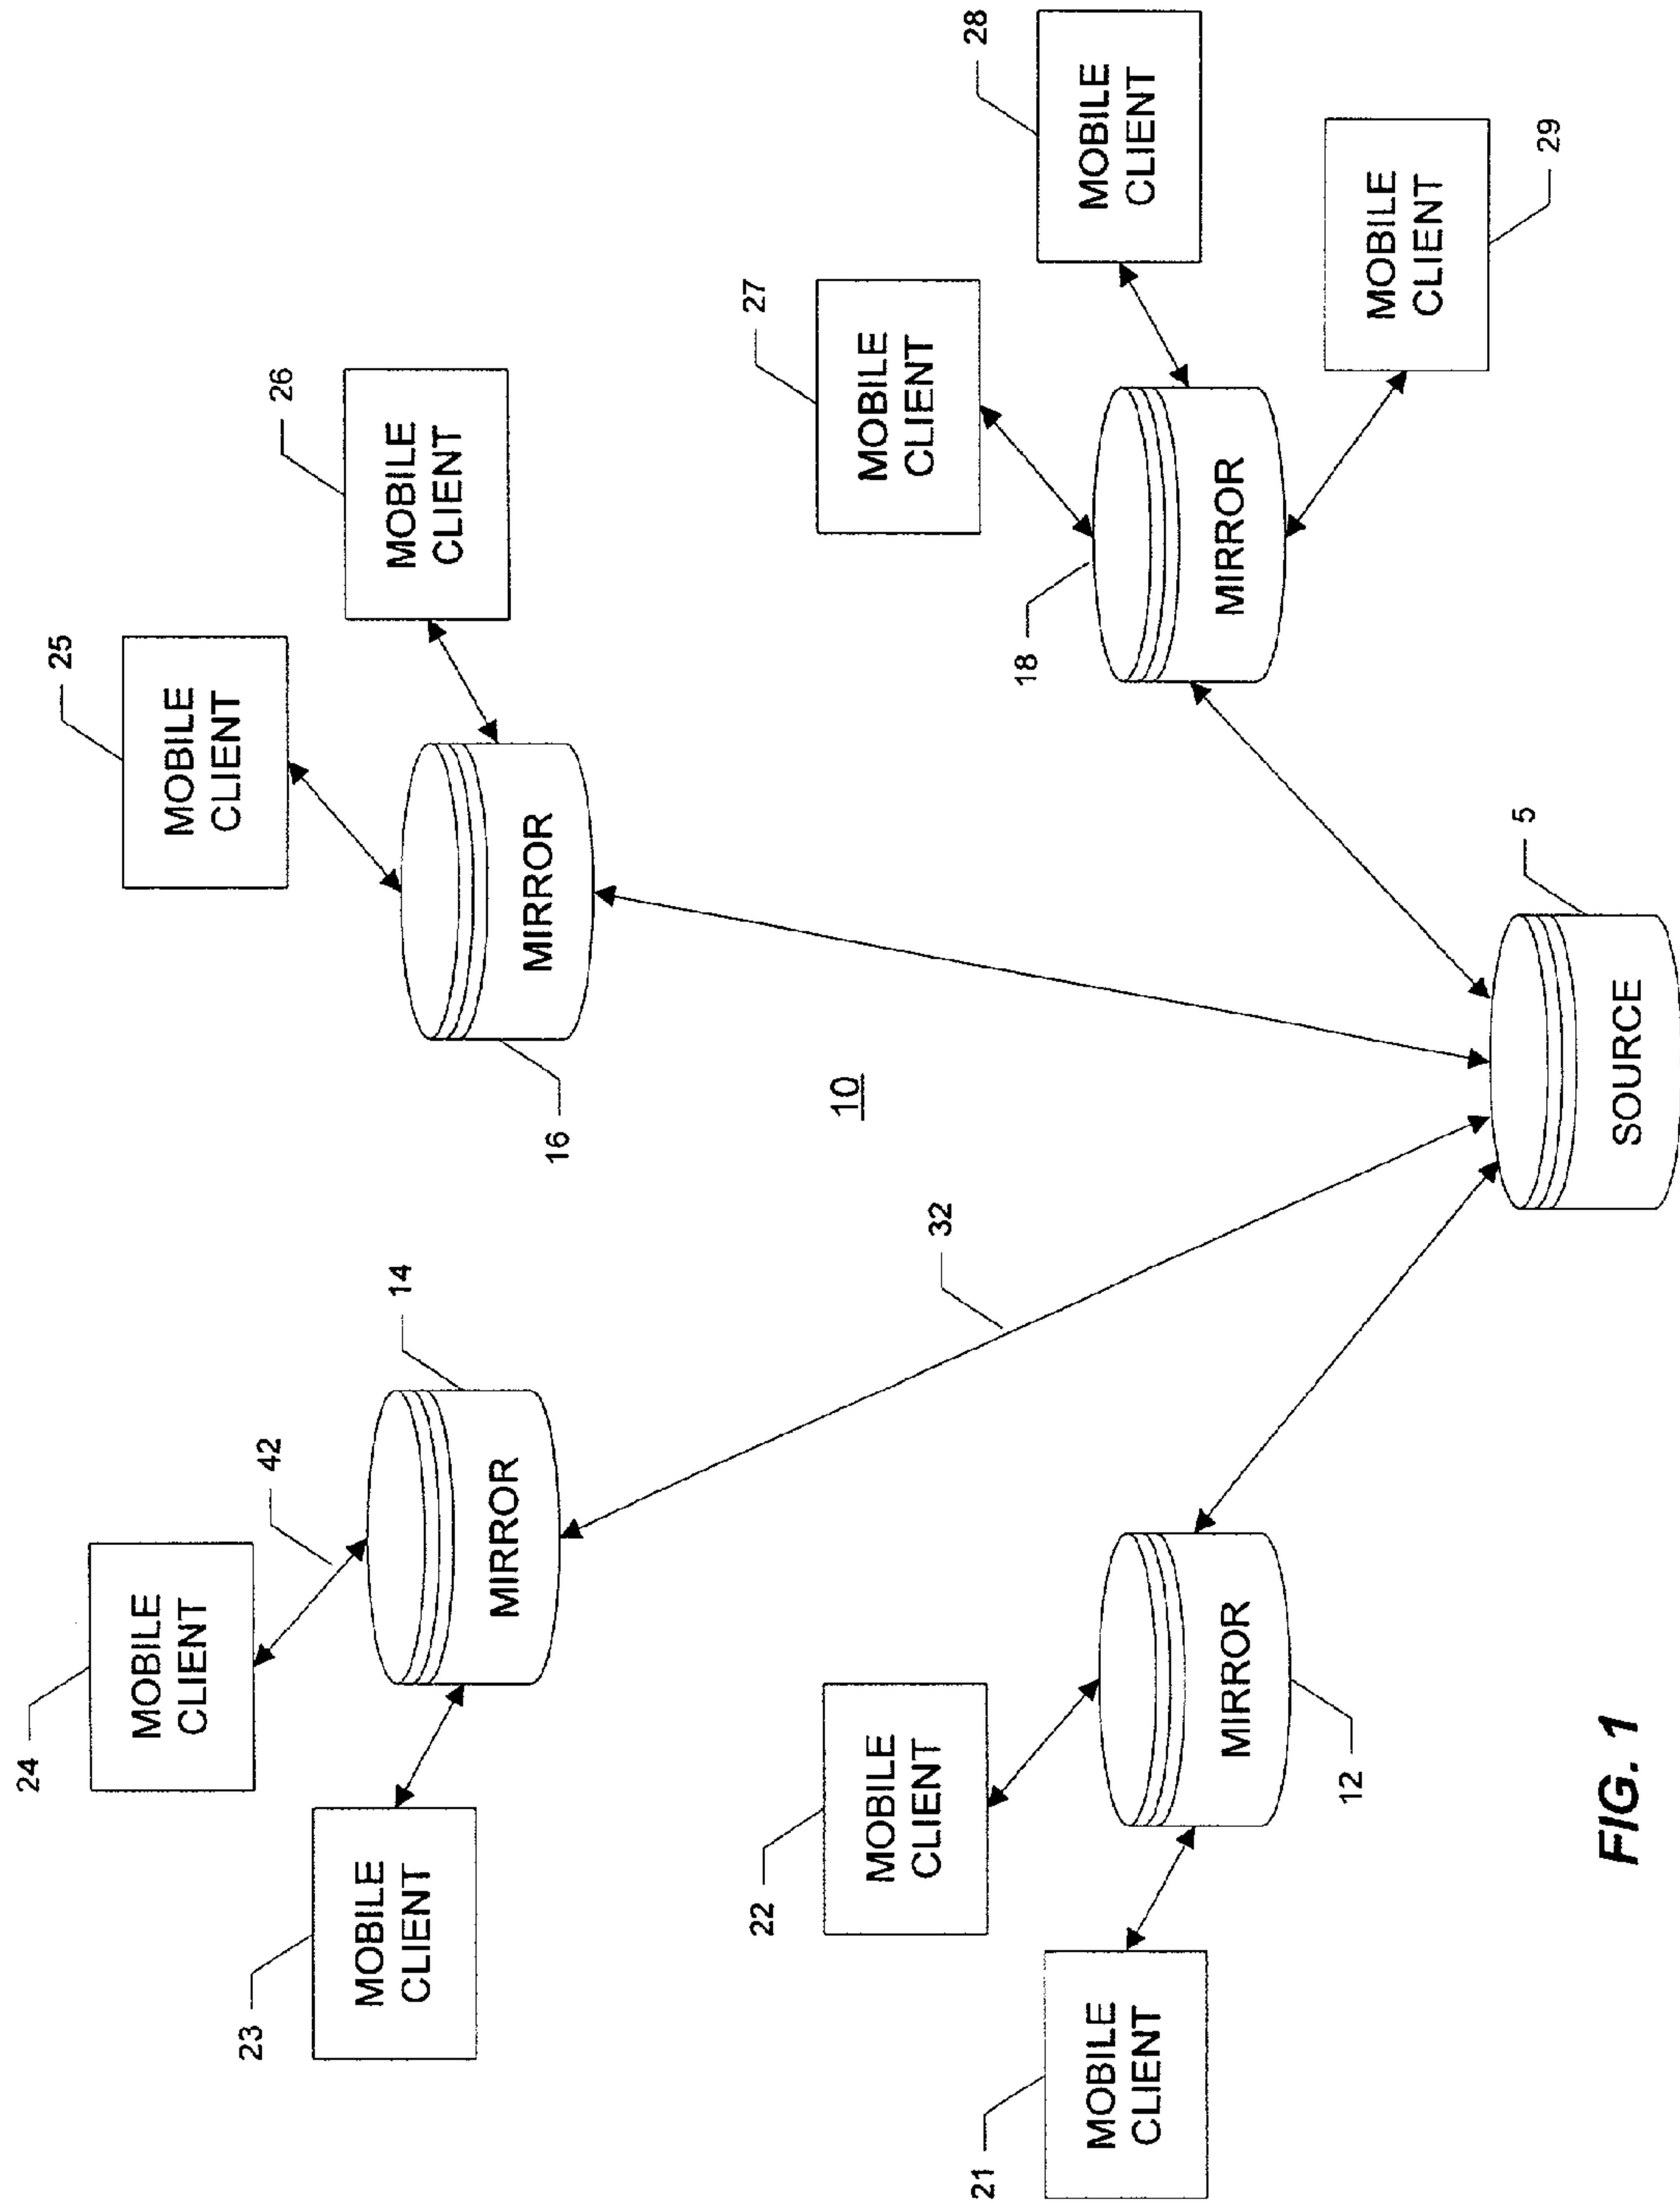 24
25
MOBILE
CLIENT
MOBILE
CLIENT
23
42
26
MOBILE
CLIENT
14
MOBILE
CLIENT
MIRROR
MIRROR
16
22
27
10
MOBILE
CLIENT
MOBILE
CLIENT
32
21
28
18
MOBILE
CLIENT
MOBILE
CLIENT
MIRROR
MIRROR
12
MOBILE
CLIENT
5
29
SOURCE
FIG. 1